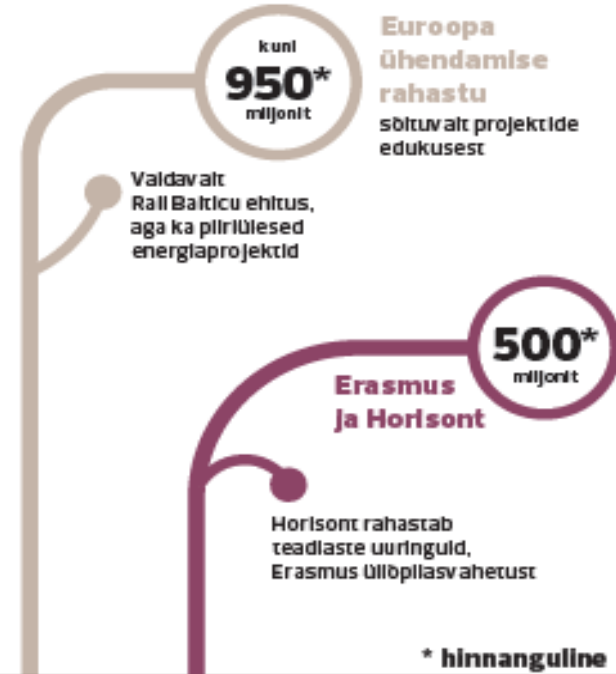 kuni
950*
miljonit
Euroopa
ühendamise
rahastu
sõltuvalt projektide
edukusest
Valdavalt
Rail Balticu ehitus,
aga ka piiriülesed
energiaprojektid
500*
miljonit
Erasmus
ja Horisont
Horisont rahastab
teadlaste uuringuid,
Erasmus üliõpilasvahetust
* hinnanguline